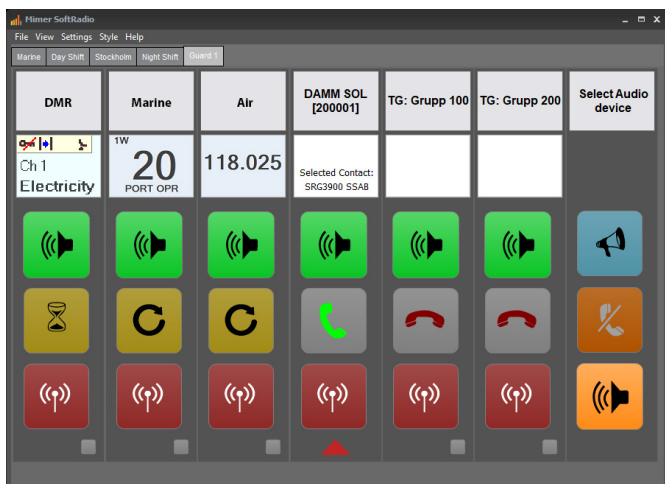 Mimer SoftRadio
File View Settings Style Help
Marine Day Shift Stockholm Night Shift Guard 1
DMR
Marine
Air
DAMM SOL
[200001]
TG: Grupp 100
TG: Grupp 200
Select Audio
device
Ch 1
Electricity
1W
20
PORT OPR
118.025
Selected Contact:
SRG3900 SSAB